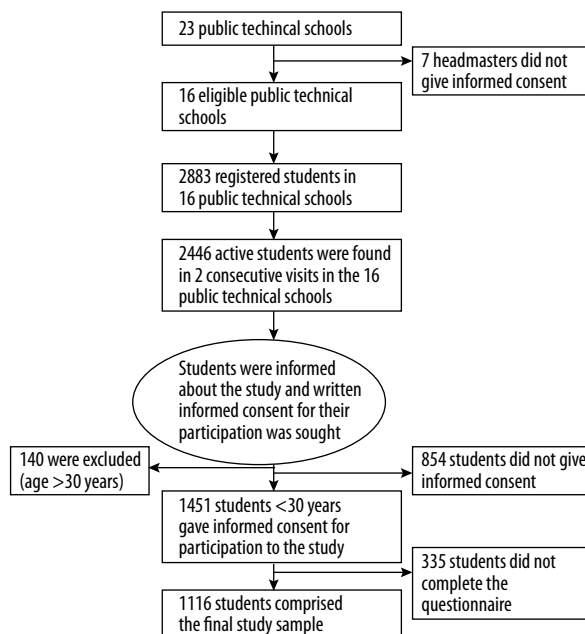 23 public techincal schools
7 headmasters did not
give informed consent
16 eligible public technical
schools
2883 registered students in
16 public technical schools
2446 active students were found
in 2 consecutive visits in the 16
public technical schools
Students were informed
about the study and written
informed consent for their
participation was sought
140 were excluded
(age >30 years)
854 students did not give
informed consent
1451 students <30 years
gave informed consent for
participation to the study
335 students did not
complete the
questionnaire
1116 students comprised
the final study sample